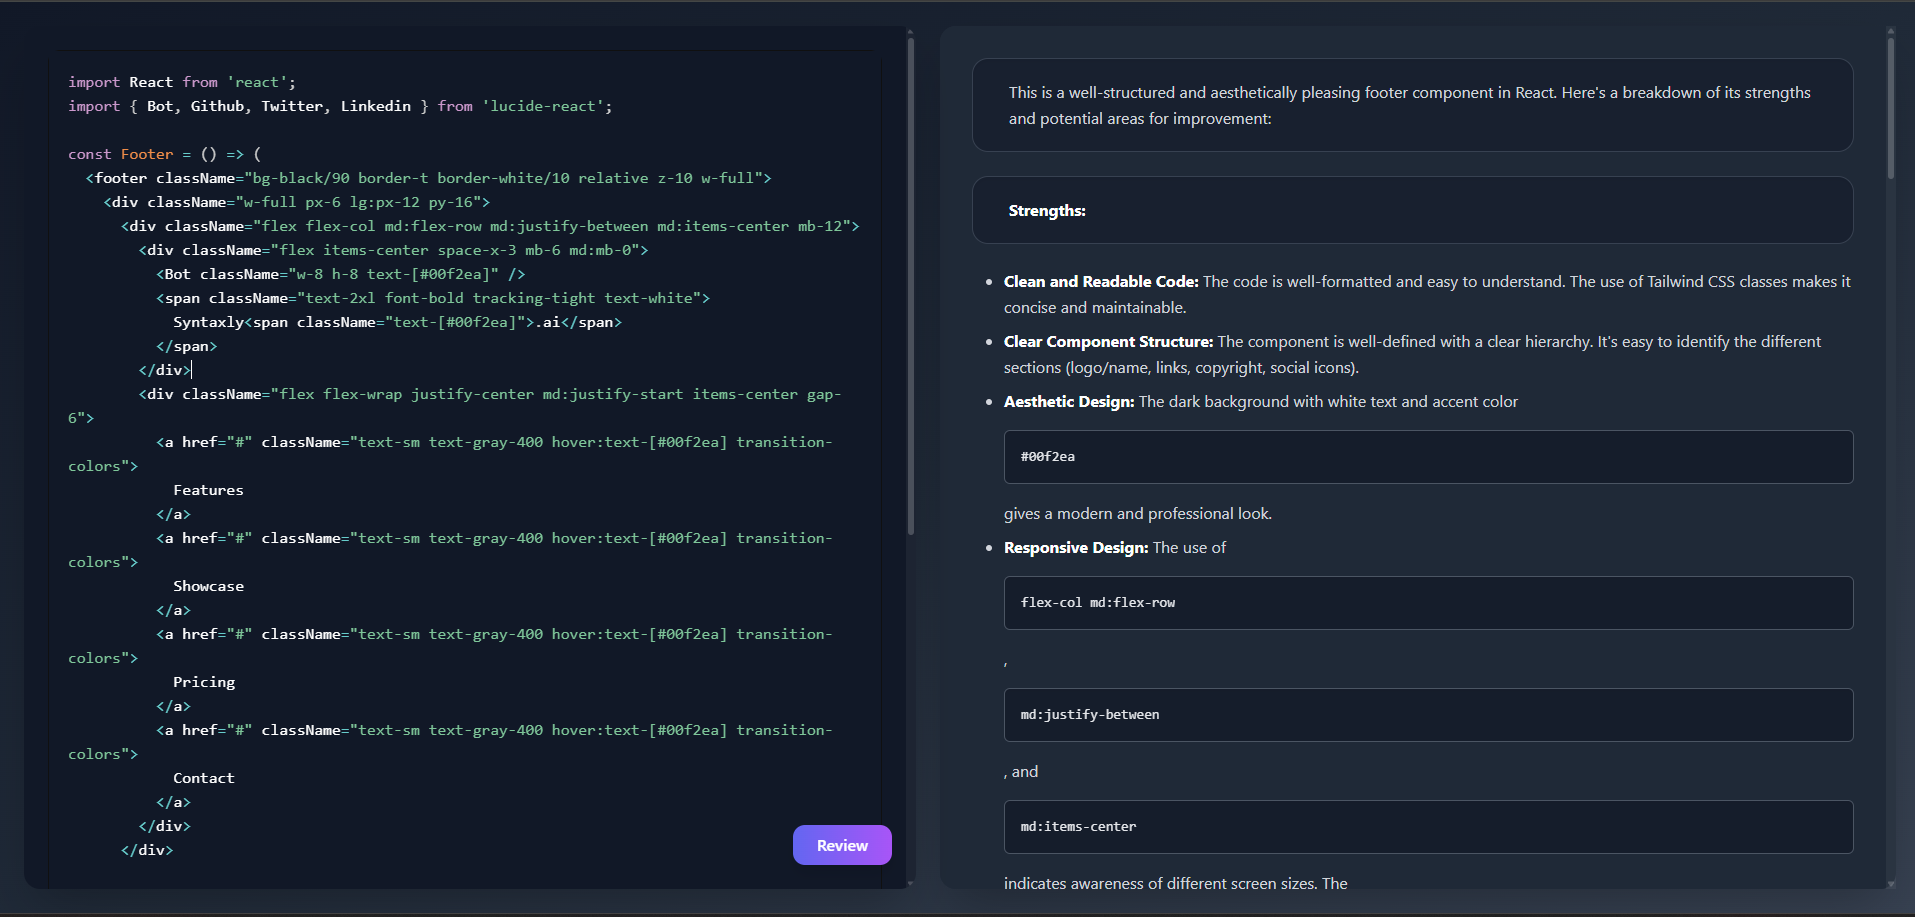 import React from 'react';
import { Bot, Github, Twitter, Linkedin } from 'lucide-react';
const Footer = () => (
<footer className="bg-black/90 border-t border-white/10 relative z-10 w-full">
<div className="w-full px-6 lg:px-12 py-16">
<div className="flex flex-col md:flex-row md:justify-between md:items-center mb-12">
<div className="flex items-center space-x-3 mb-6 md:mb-0">
<Bot className="w-8 h-8 text-[#00f2ea]" />
<span className="text-2xl font-bold tracking-tight text-white">
Syntaxly<span className="text-[#00f2ea]">.ai</span>
</span>
</div>
<div className="flex flex-wrap justify-center md:justify-start items-center gap-
6">
<a href="#" className="text-sm text-gray-400 hover:text-[#00f2ea] transition-
colors">
Features
</a>
<a href="#" className="text-sm text-gray-400 hover:text-[#00f2ea] transition-
colors">
Showcase
</a>
<a href="#" className="text-sm text-gray-400 hover:text-[#00f2ea] transition-
colors">
Pricing
</a>
<a href="#" className="text-sm text-gray-400 hover:text-[#00f2ea] transition-
colors">
Contact
</a>
</div>
</div>
Review
This is a well-structured and aesthetically pleasing footer component in React. Here's a breakdown of its strengths
and potential areas for improvement:
Strengths:
• Clean and Readable Code: The code is well-formatted and easy to understand. The use of Tailwind CSS classes makes it
concise and maintainable.
• Clear Component Structure: The component is well-defined with a clear hierarchy. It's easy to identify the different
sections (logo/name, links, copyright, social icons).
• Aesthetic Design: The dark background with white text and accent color
#00f2ea
gives a modern and professional look.
• Responsive Design: The use of
flex-col md:flex-row
,
md:justify-between
, and
md:items-center
indicates awareness of different screen sizes. The